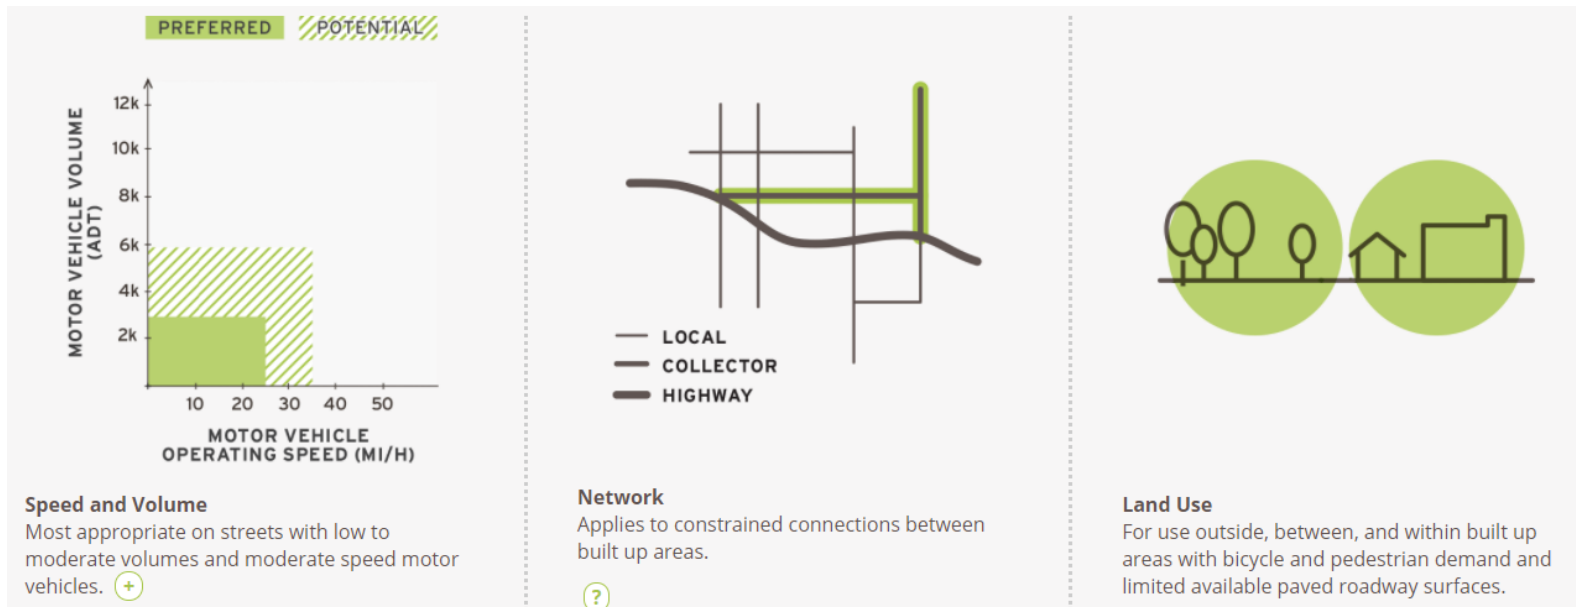 PREFERRED
POTENTIAL
MOTOR VEHICLE VOLUME
(ADT)
12k
10k
8k
6k
4k
2k
10 20 30 40 50
MOTOR VEHICLE
OPERATING SPEED (MI/H)
Speed and Volume
Most appropriate on streets with low to
moderate volumes and moderate speed motor
vehicles. +
LOCAL
COLLECTOR
HIGHWAY
Network
Applies to constrained connections between
built up areas.
?
Land Use
For use outside, between, and within built up
areas with bicycle and pedestrian demand and
limited available paved roadway surfaces.